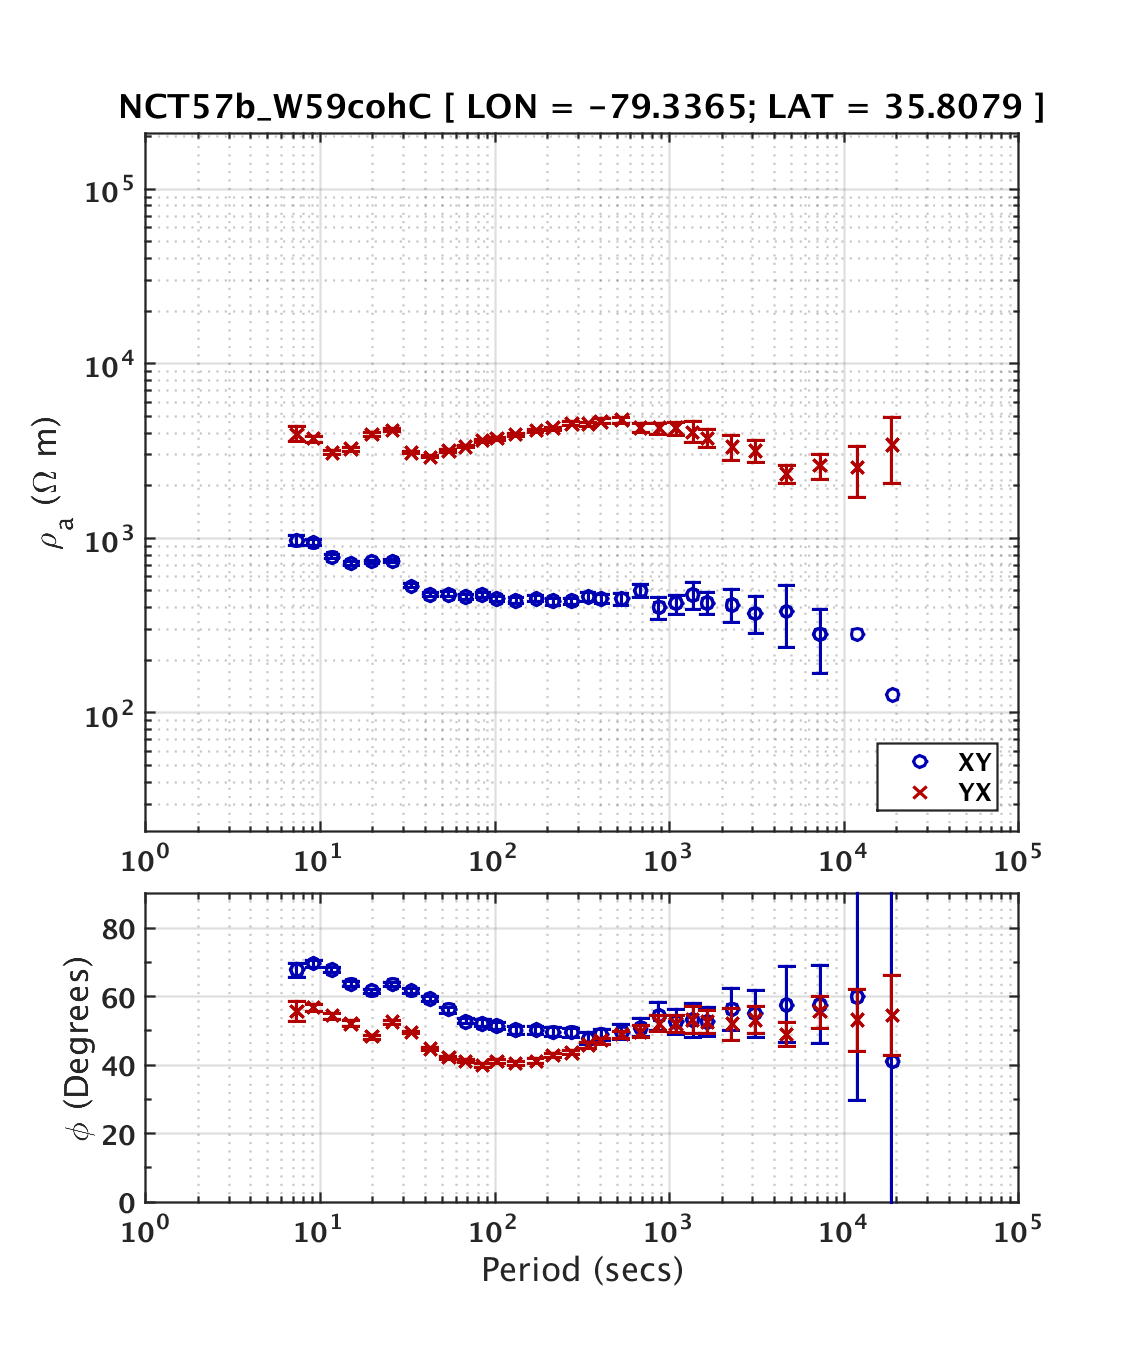 NCT57b_W59cohC [ LON = -79.3365; LAT = 35.8079 ]
10^5
10^4
10^3
10^2
ρ_a (Ω m)
XY
YX
10^0 10^1 10^2 10^3 10^4 10^5
80
60
40
20
0
ϕ (Degrees)
10^0 10^1 10^2 10^3 10^4 10^5
Period (secs)